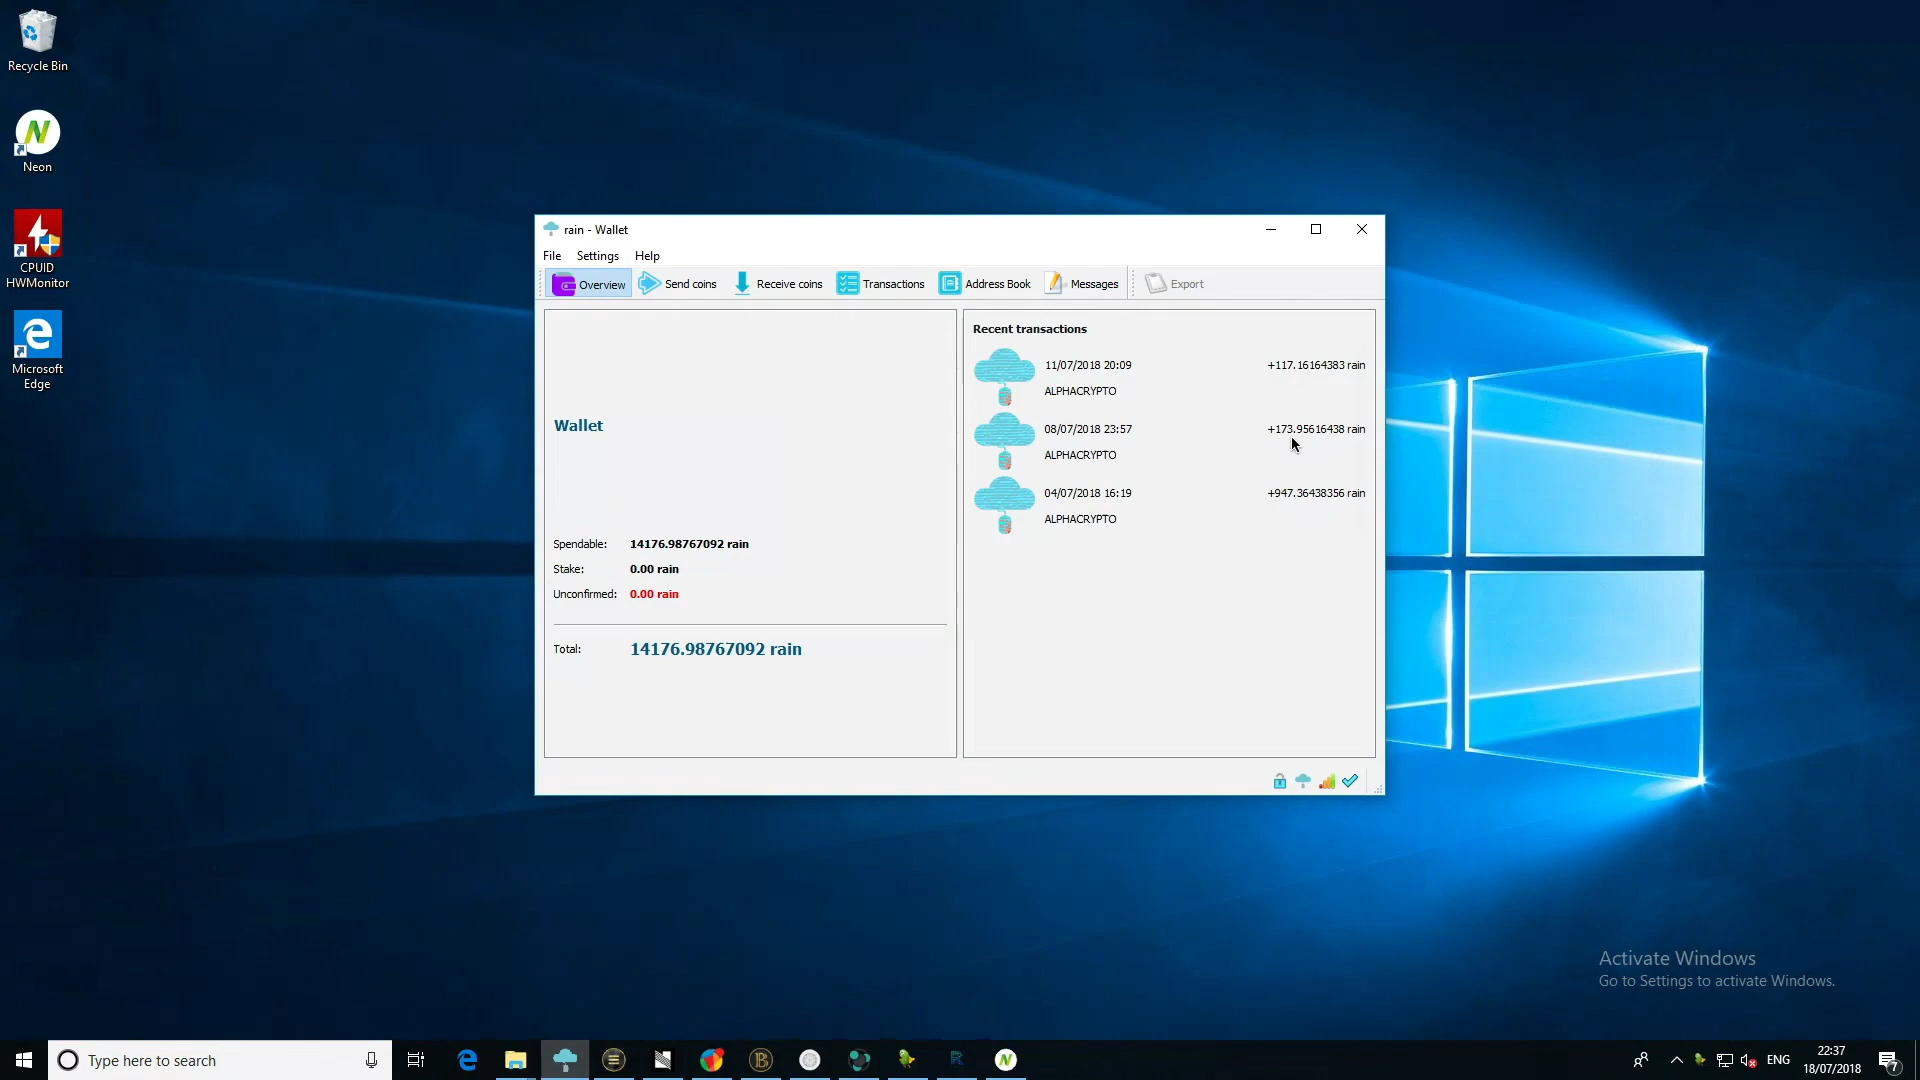 Recycle Bin
Neon
CPUID
HWMonitor
Microsoft
Edge
rain - Wallet
File Settings Help
Overview Send coins Receive coins Transactions Address Book Messages Export
Wallet
Spendable: 14176.98767092 rain
Stake: 0.00 rain
Unconfirmed: 0.00 rain
Total: 14176.98767092 rain
Recent transactions
11/07/2018 20:09 +117.16164383 rain
ALPHACRYPTO
08/07/2018 23:57 +173.95616438 rain
ALPHACRYPTO
04/07/2018 16:19 +947.36438356 rain
ALPHACRYPTO
Activate Windows
Go to Settings to activate Windows.
Type here to search
ENG
22:37
18/07/2018
7